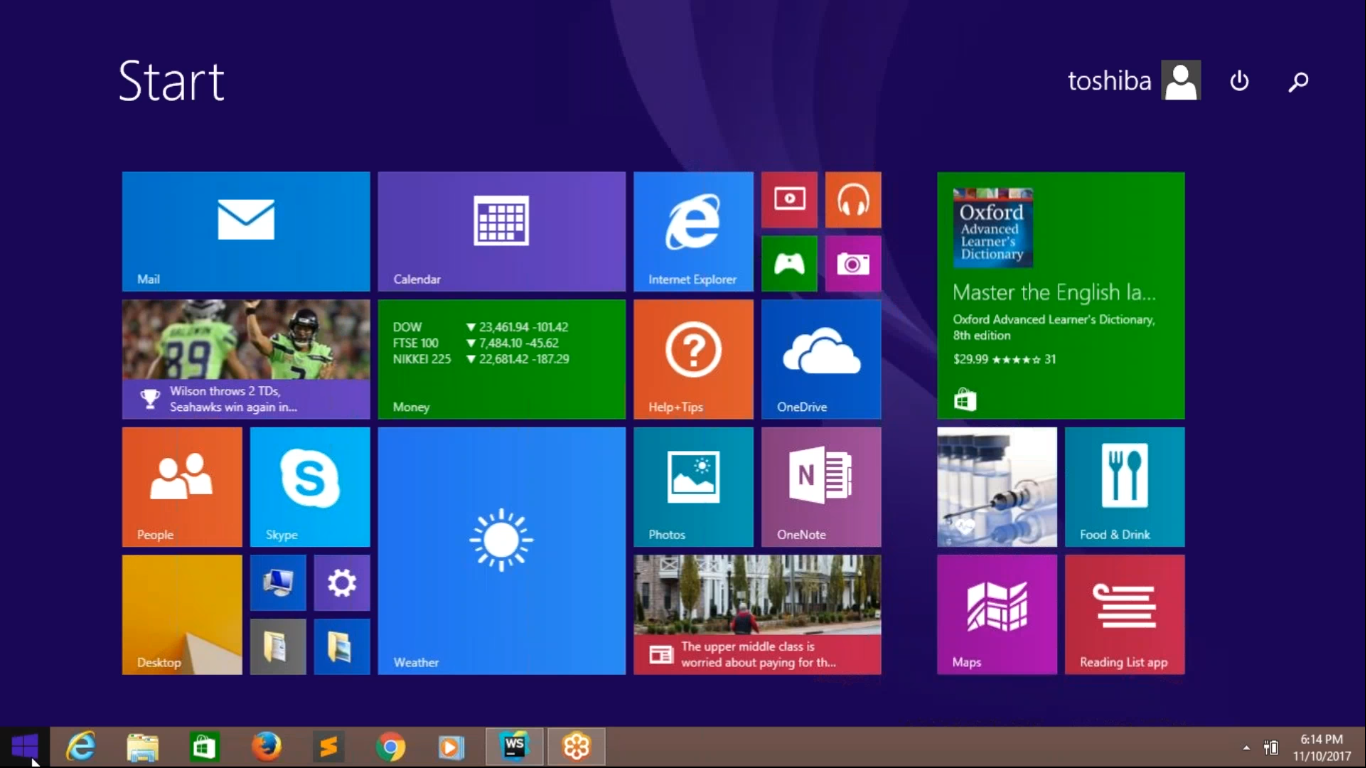 Start
toshiba
Mail
Calendar
Internet Explorer
Oxford
Advanced
Learner's
Dictionary
Master the English la...
Oxford Advanced Learner's Dictionary,
8th edition
$29.99 ★★★★☆ 31
BALDWIN
89
Wilson throws 2 TDs,
Seahawks win again in...
DOW ▼ 23,461.94 -101.42
FTSE 100 ▼ 7,484.10 -45.62
NIKKEI 225 ▼ 22,681.42 -187.29
Money
Help+Tips
OneDrive
People
Skype
Weather
Photos
OneNote
Food & Drink
Desktop
The upper middle class is
worried about paying for th...
Maps
Reading List app
WS
6:14 PM
11/10/2017